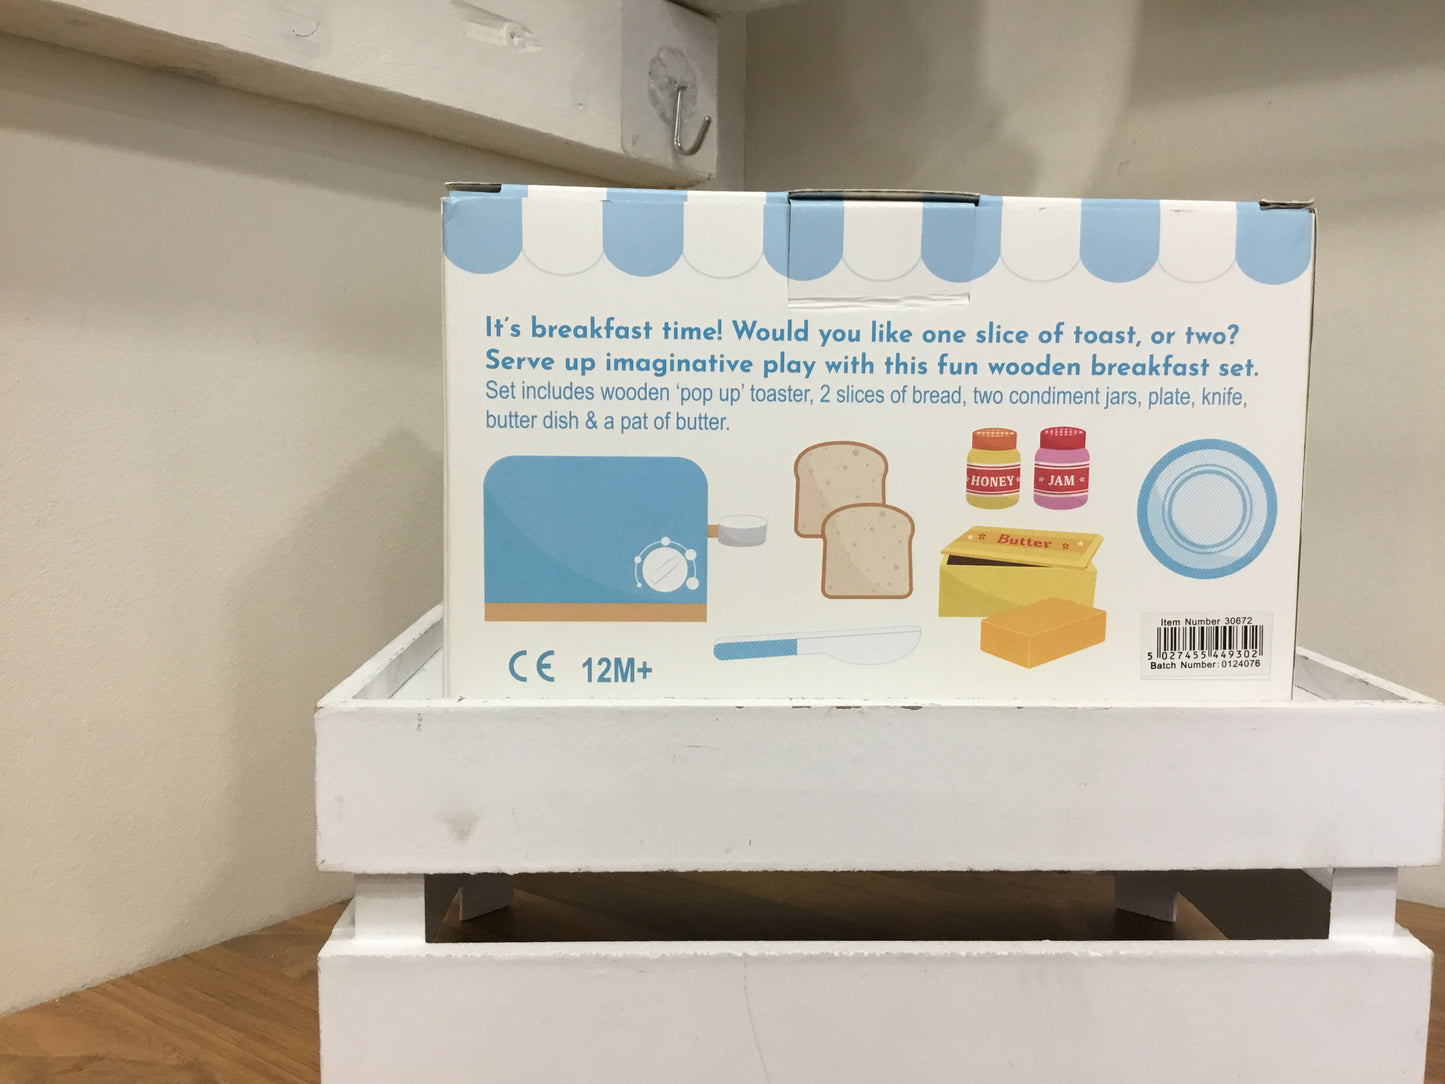 It's breakfast time! Would you like one slice of toast, or two?
Serve up imaginative play with this fun wooden breakfast set.
Set includes wooden 'pop up' toaster, 2 slices of bread, two condiment jars, plate, knife,
butter dish & a pat of butter.
HONEY
JAM
Butter
CE 12M+
Item Number 30672
5 027455 449302
Batch Number: 0124076